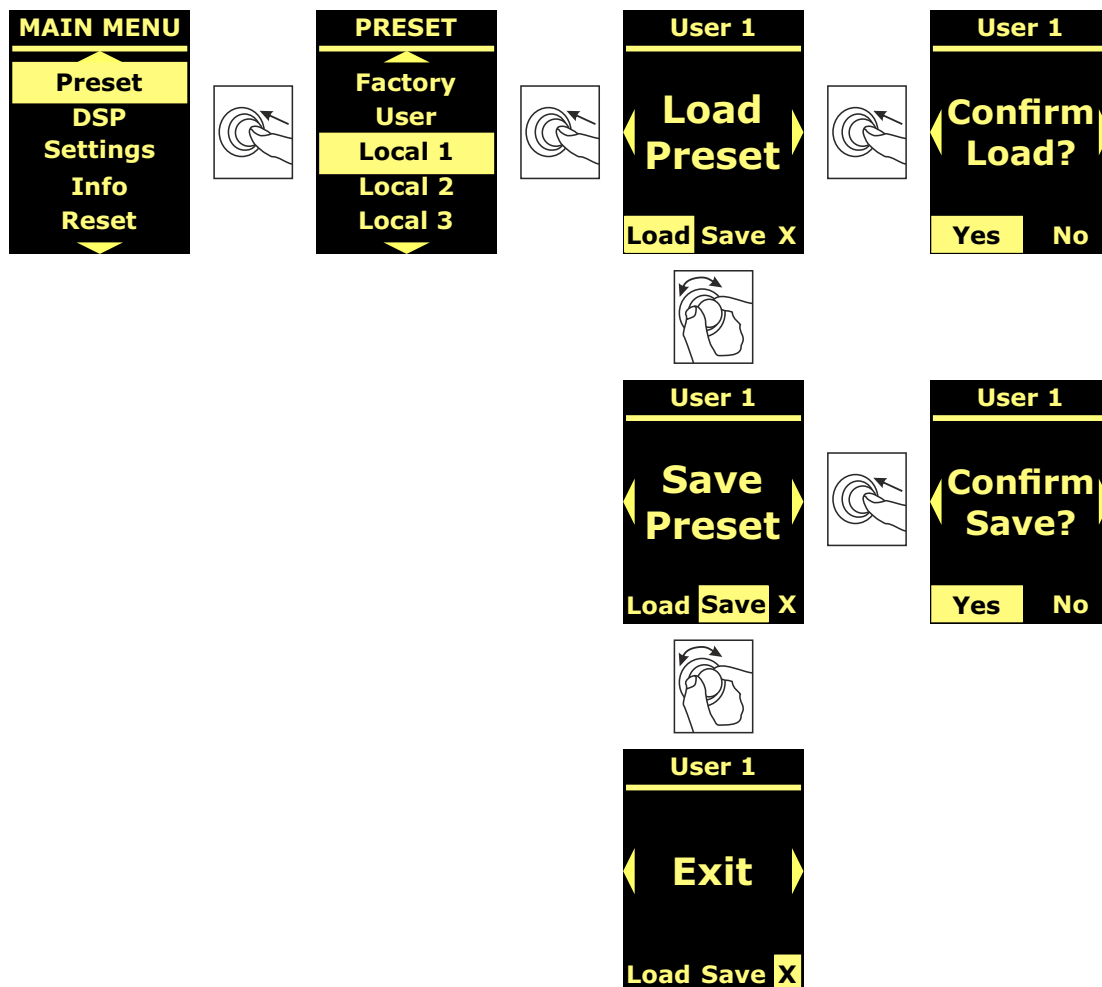 MAIN MENU
Preset
DSP
Settings
Info
Reset
PRESET
Factory
User
Local 1
Local 2
Local 3
User 1
Load
Preset
Load Save X
User 1
Confirm
Load?
Yes No
User 1
Save
Preset
Load Save X
User 1
Confirm
Save?
Yes No
User 1
Exit
Load Save X